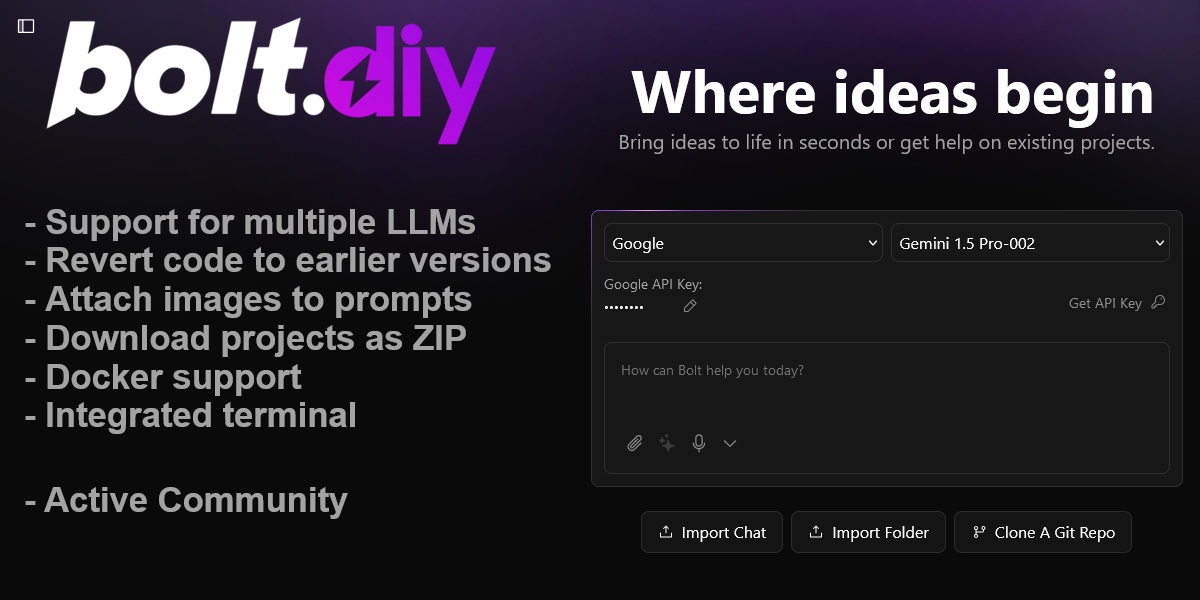 bolt.diy
- Support for multiple LLMs
- Revert code to earlier versions
- Attach images to prompts
- Download projects as ZIP
- Docker support
- Integrated terminal
- Active Community
Where ideas begin
Bring ideas to life in seconds or get help on existing projects.
Google
Gemini 1.5 Pro-002
Google API Key:
••••••••
Get API Key
How can Bolt help you today?
Import Chat
Import Folder
Clone A Git Repo